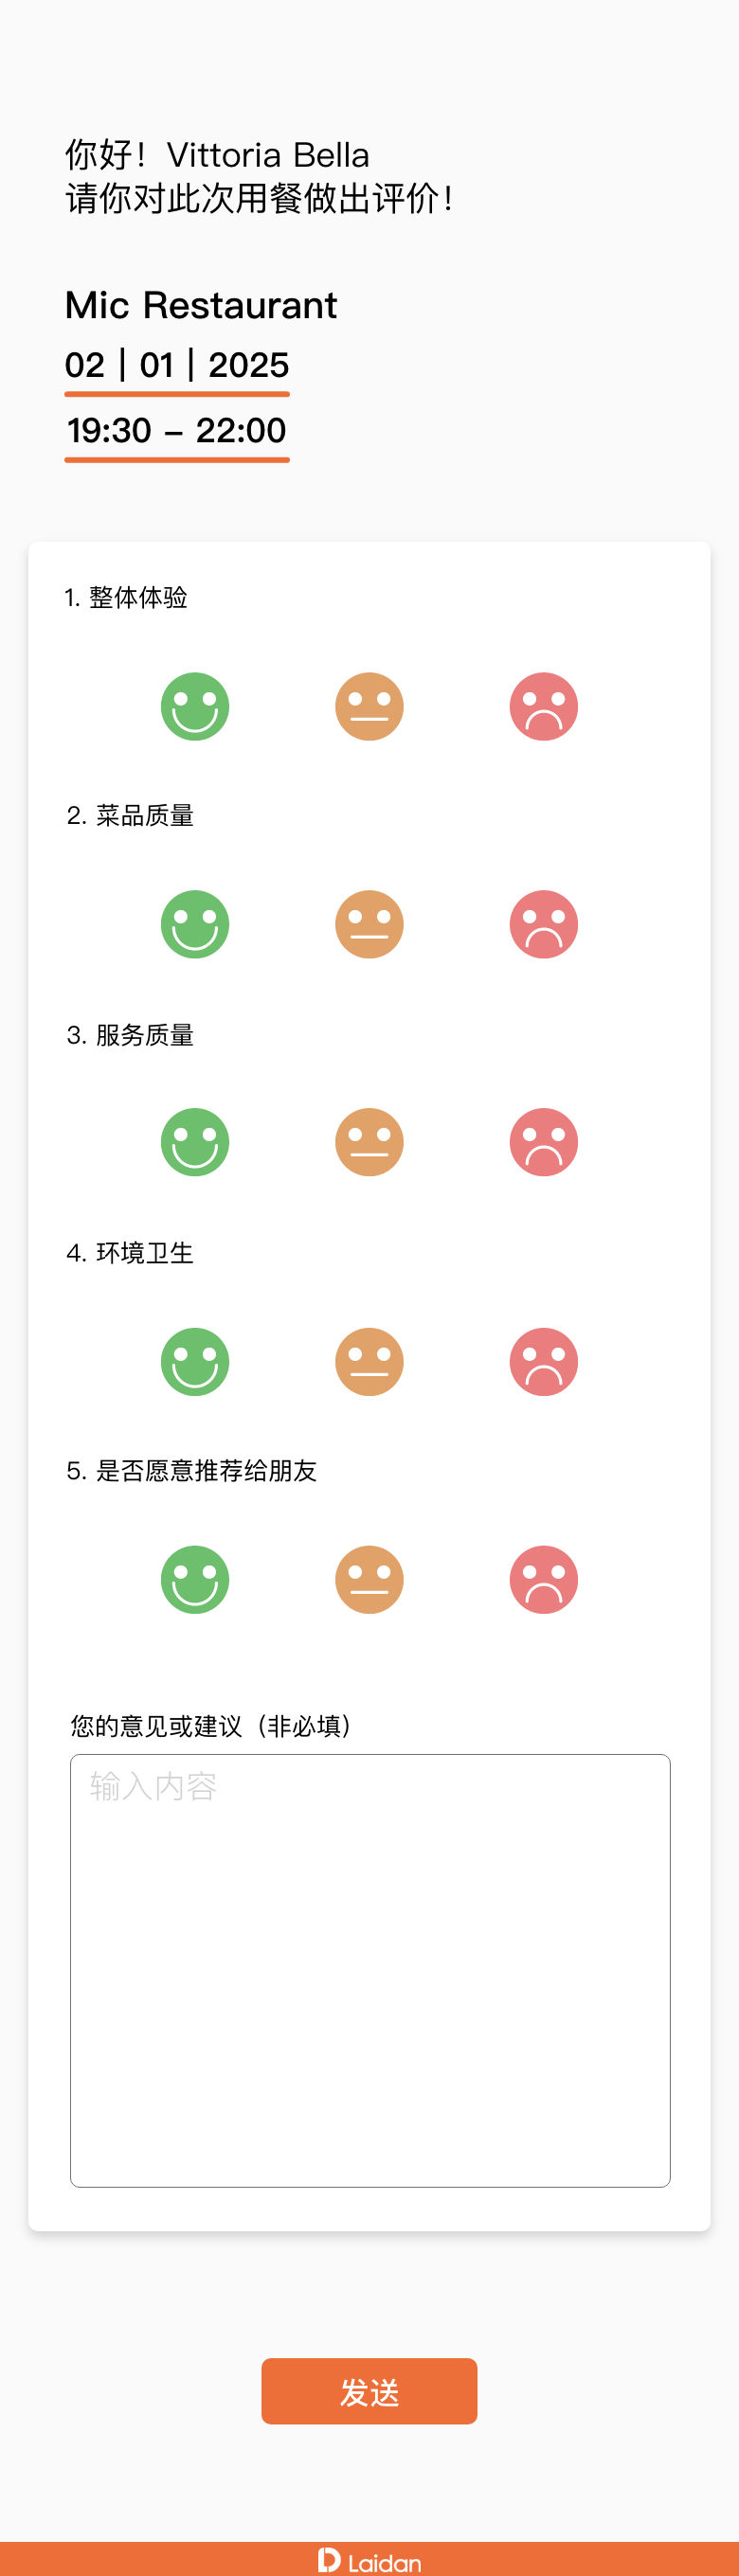 你好！Vittoria Bella
请你对此次用餐做出评价！
Mic Restaurant
02 | 01 | 2025
19:30 – 22:00
1. 整体体验
2. 菜品质量
3. 服务质量
4. 环境卫生
5. 是否愿意推荐给朋友
您的意见或建议（非必填）
输入内容
发送
Laidan